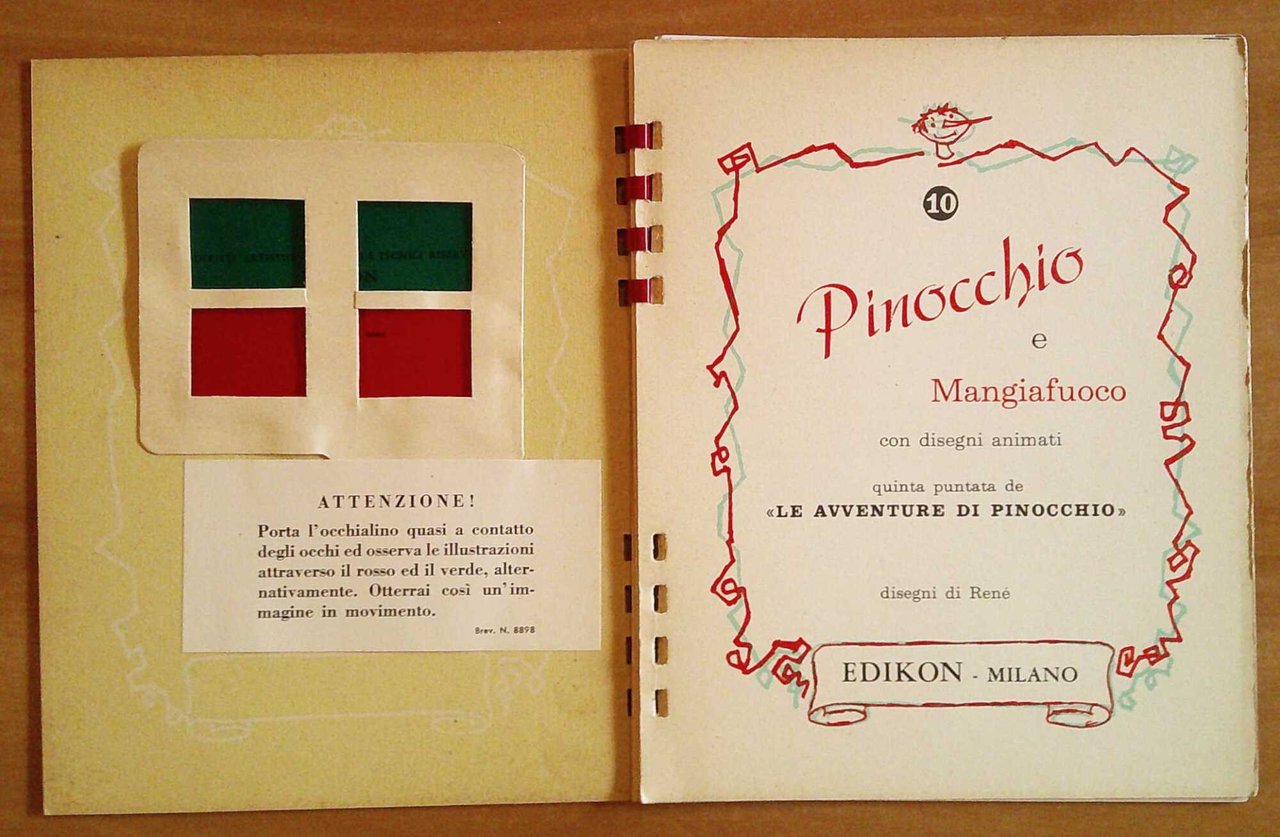 ATTENZIONE!
Porta l'occhialino quasi a contatto
degli occhi ed osserva le illustrazioni
attraverso il rosso ed il verde, alter-
nativamente. Otterrai così un'im-
magine in movimento.
Brev. N. 8898
10
Pinocchio
e
Mangiafuoco
con disegni animati
quinta puntata de
«LE AVVENTURE DI PINOCCHIO»
disegni di René
EDIKON - MILANO